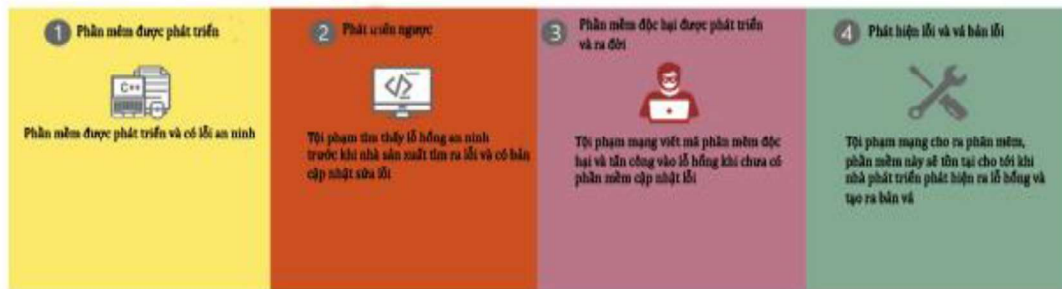 1 Phần mềm được phát triển
C++
Phần mềm được phát triển và có lỗi an ninh
2 Phát triển ngược
</>
Tội phạm tìm thấy lỗ hổng an ninh
trước khi nhà sản xuất tìm ra lỗi và có bản
cập nhật sửa lỗi
3 Phần mềm độc hại được phát triển
và ra đời
Tội phạm mạng viết mã phần mềm độc
hại và tấn công vào lỗ hổng khi chưa có
phần mềm cập nhật lỗi
4 Phát hiện lỗi và vá bản lỗi
Tội phạm mạng cho ra phần mềm,
phần mềm này sẽ tồn tại cho tới khi
nhà phát triển phát hiện ra lỗ hổng và
tạo ra bản vá